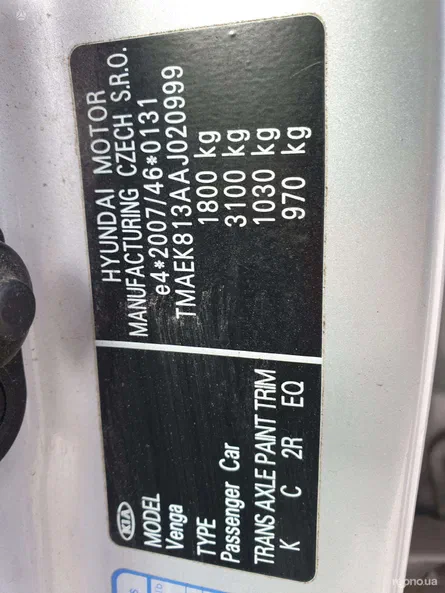 HYUNDAI MOTOR
MANUFACTURING CZECH S.R.O.
e4*2007/46*0131
TMAEK813AAJ020999
1800 kg
3100 kg
1030 kg
970 kg
KIA
MODEL
Venga
TYPE
Passenger Car
TRANS AXLE PAINT TRIM
K C 2R EQ